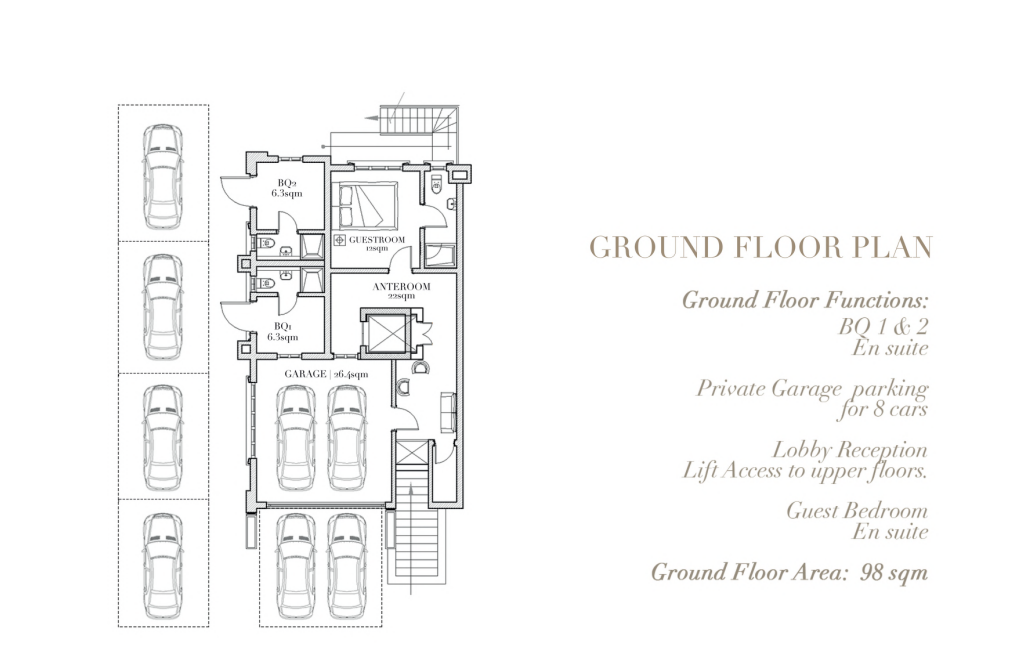 BQ2
6.3sqm
GUESTROOM
12sqm
ANTEROOM
22sqm
BQ1
6.3sqm
GARAGE | 26.4sqm
GROUND FLOOR PLAN
Ground Floor Functions:
BQ 1 & 2
En suite
Private Garage parking
for 8 cars
Lobby Reception
Lift Access to upper floors.
Guest Bedroom
En suite
Ground Floor Area: 98 sqm